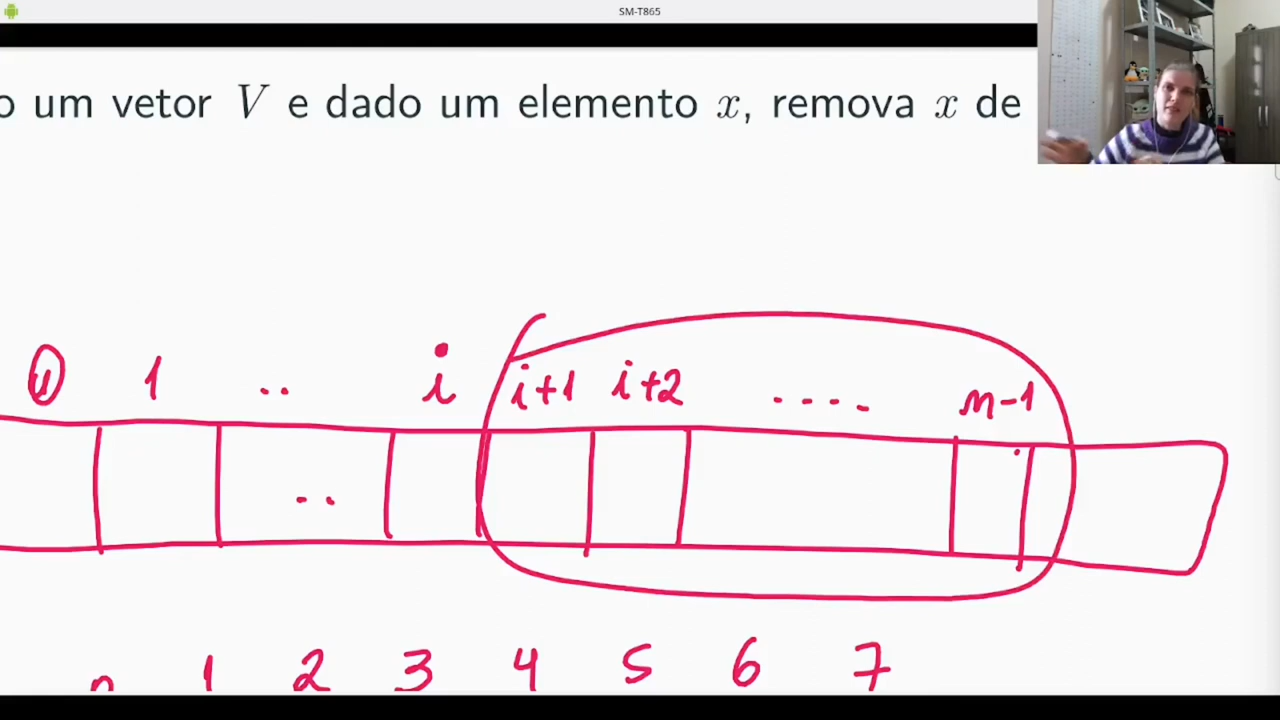 SM-T865
o um vetor V e dado um elemento x, remova x de
0 1 .. i i+1 i+2 .... n-1
..
0 1 2 3 4 5 6 7